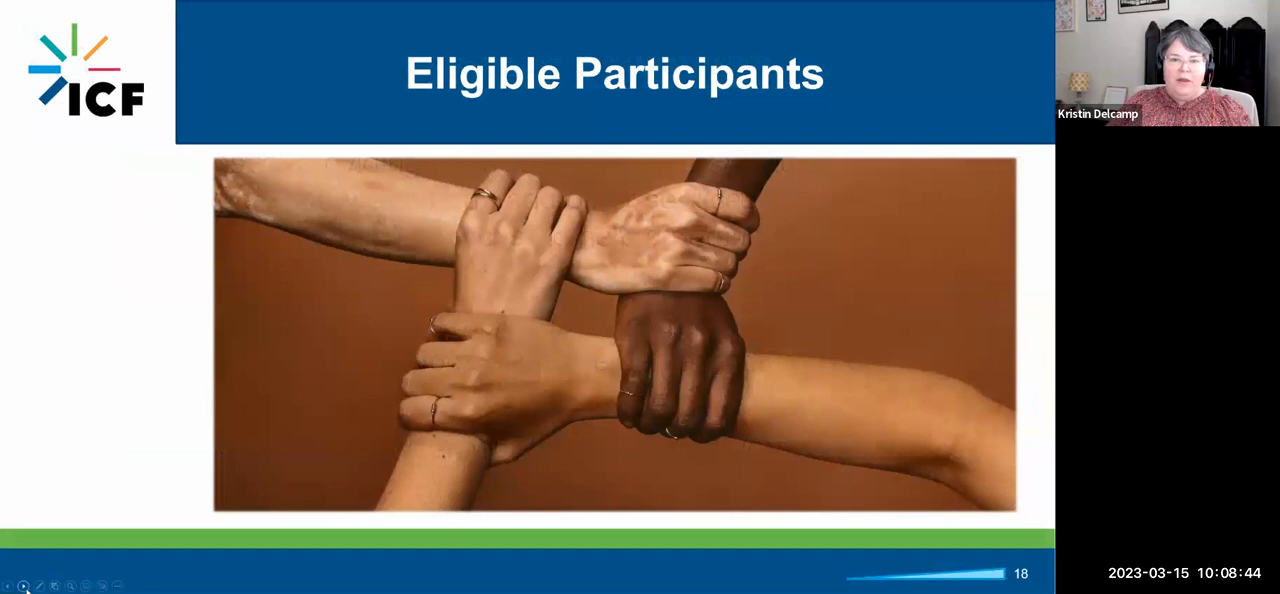 ICF
Eligible Participants
Kristin Delcamp
18
2023-03-15 10:08:44